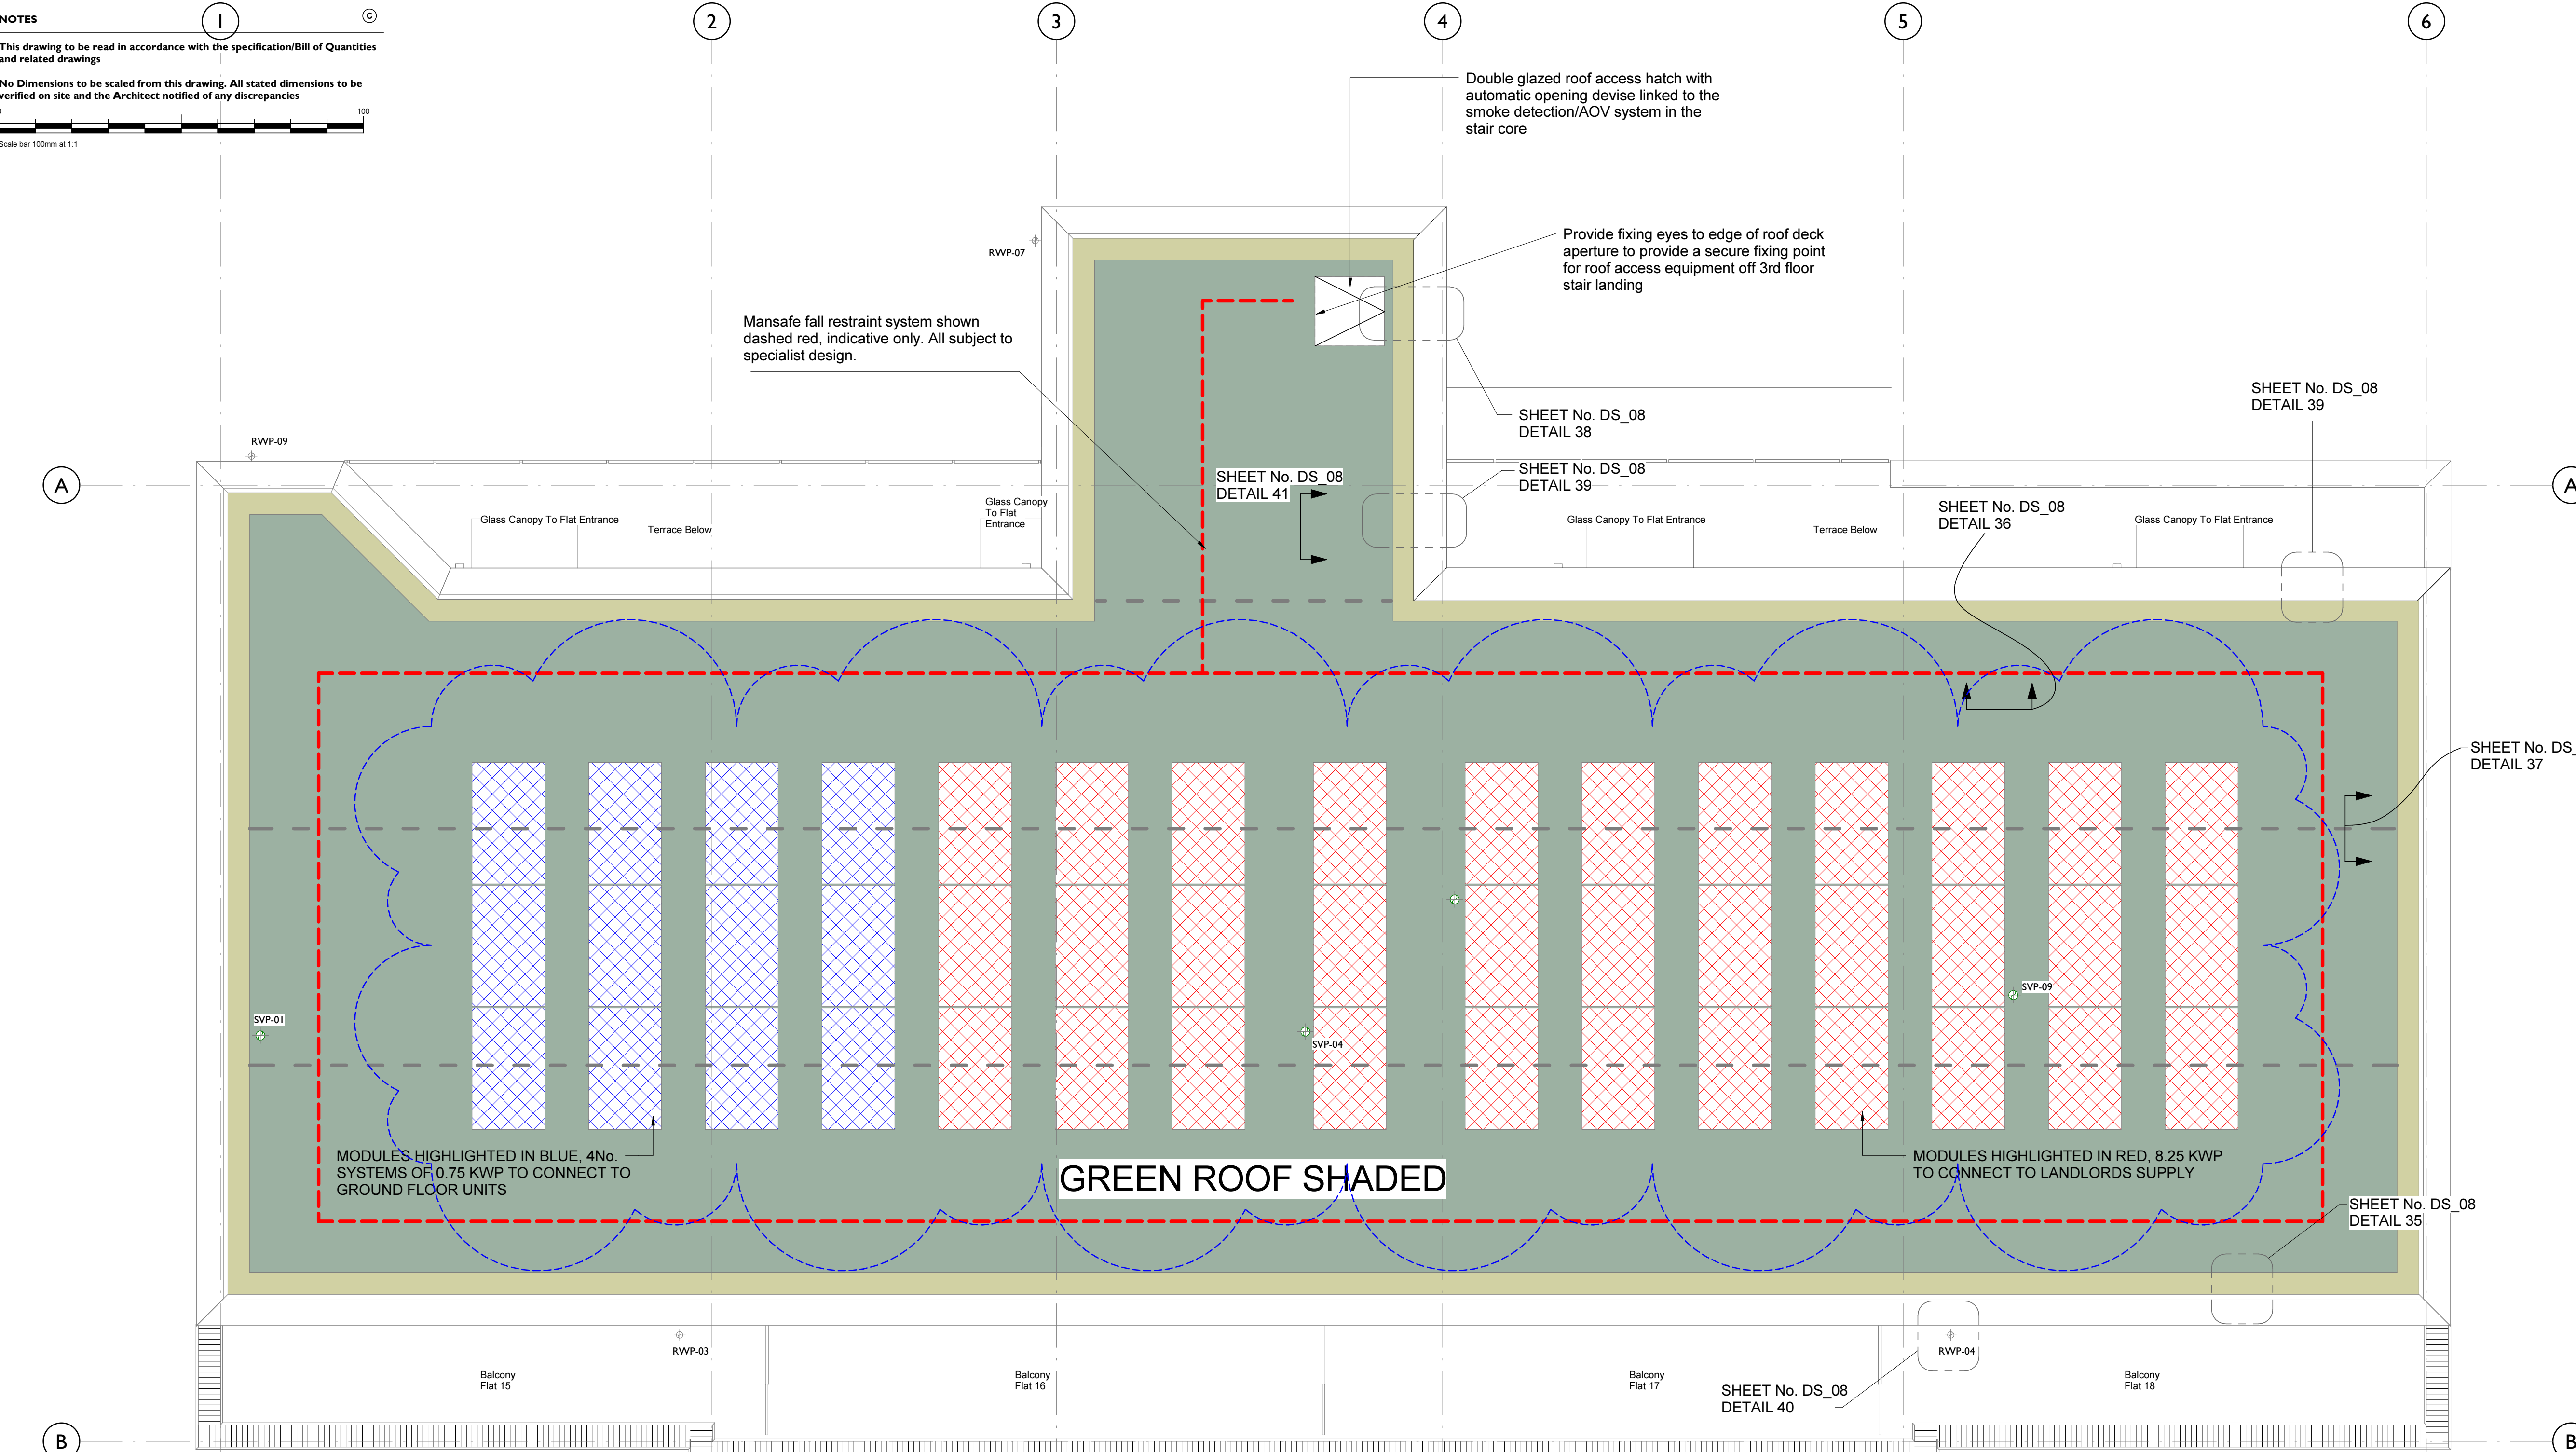 NOTES
©
This drawing to be read in accordance with the specification/Bill of Quantities
and related drawings
No Dimensions to be scaled from this drawing. All stated dimensions to be
verified on site and the Architect notified of any discrepancies
100
Scale bar 100mm at 1:1
1
2
3
4
5
6
Double glazed roof access hatch with
automatic opening devise linked to the
smoke detection/AOV system in the
stair core
Provide fixing eyes to edge of roof deck
aperture to provide a secure fixing point
for roof access equipment off 3rd floor
stair landing
RWP-07
Mansafe fall restraint system shown
dashed red, indicative only. All subject to
specialist design.
SHEET No. DS_08
DETAIL 38
SHEET No. DS_08
DETAIL 39
RWP-09
A
SHEET No. DS_08
DETAIL 41
SHEET No. DS_08
DETAIL 39
A
Glass Canopy To Flat Entrance
Terrace Below
Glass Canopy
To Flat
Entrance
Glass Canopy To Flat Entrance
Terrace Below
SHEET No. DS_08
DETAIL 36
Glass Canopy To Flat Entrance
SHEET No. DS_
DETAIL 37
SVP-01
SVP-04
SVP-09
MODULES HIGHLIGHTED IN BLUE, 4No.
SYSTEMS OF 0.75 KWP TO CONNECT TO
GROUND FLOOR UNITS
GREEN ROOF SHADED
MODULES HIGHLIGHTED IN RED, 8.25 KWP
TO CONNECT TO LANDLORDS SUPPLY
SHEET No. DS_08
DETAIL 35
RWP-03
RWP-04
Balcony
Flat 15
Balcony
Flat 16
Balcony
Flat 17
Balcony
Flat 18
SHEET No. DS_08
DETAIL 40
B
B